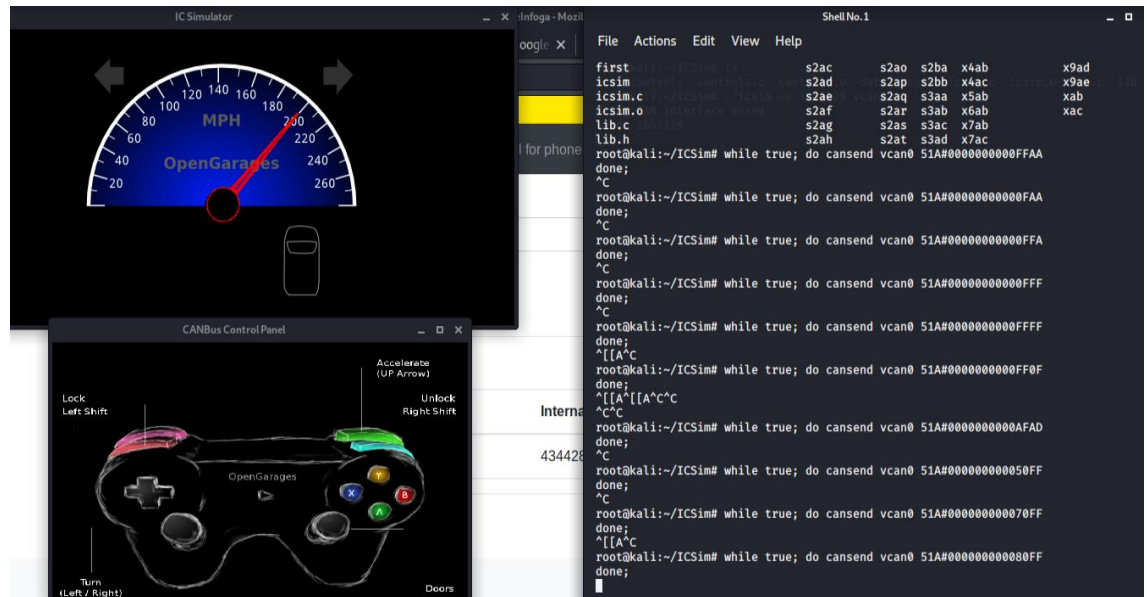 IC Simulator
20
40
60
80
100
120
140
160
180
200
220
240
260
MPH
OpenGarages
CANBus Control Panel
Accelerate
(UP Arrow)
Lock
Left Shift
Unlock
Right Shift
OpenGarages
Y
X
B
A
Turn
(Left / Right)
Doors
eInfoga - Mozil
oogle
l for phone
Interna
434428
Shell No. 1
File Actions Edit View Help
first s2ac s2ao s2ba x4ab x9ad
icsim s2ad s2ap s2bb x4ac x9ae
icsim.c s2ae s2aq s3aa x5ab xab
icsim.o s2af s2ar s3ab x6ab xac
lib.c s2ag s2as s3ac x7ab
lib.h s2ah s2at s3ad x7ac
root@kali:~/ICSim# while true; do cansend vcan0 51A#0000000000FFAA
done;
^C
root@kali:~/ICSim# while true; do cansend vcan0 51A#00000000000FAA
done;
^C
root@kali:~/ICSim# while true; do cansend vcan0 51A#00000000000FFA
done;
^C
root@kali:~/ICSim# while true; do cansend vcan0 51A#00000000000FFF
done;
^C
root@kali:~/ICSim# while true; do cansend vcan0 51A#0000000000FFFF
done;
^[[A^C
root@kali:~/ICSim# while true; do cansend vcan0 51A#0000000000FF0F
done;
^[[A^[[A^C^C
^C^C
root@kali:~/ICSim# while true; do cansend vcan0 51A#0000000000AFAD
done;
^C
root@kali:~/ICSim# while true; do cansend vcan0 51A#000000000050FF
done;
^C
root@kali:~/ICSim# while true; do cansend vcan0 51A#000000000070FF
done;
^[[A^C
root@kali:~/ICSim# while true; do cansend vcan0 51A#000000000080FF
done;